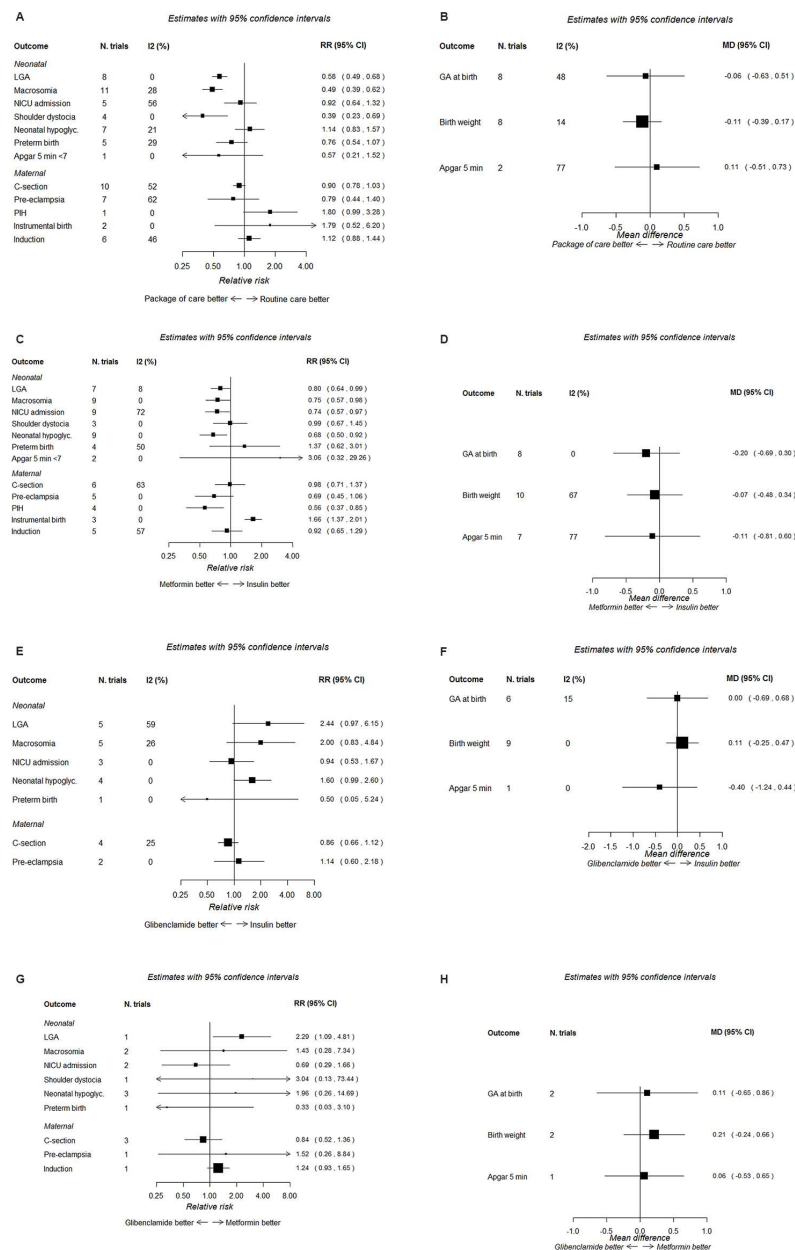 A
Estimates with 95% confidence intervals
Outcome N. trials I2 (%) RR (95% CI)
Neonatal
LGA 8 0 0.58 (0.49 , 0.68)
Macrosomia 11 28 0.49 (0.39 , 0.62)
NICU admission 5 56 0.92 (0.64 , 1.32)
Shoulder dystocia 4 0 0.39 (0.23 , 0.69)
Neonatal hypoglyc. 7 21 1.14 (0.83 , 1.57)
Preterm birth 5 29 0.76 (0.54 , 1.07)
Apgar 5 min <7 1 0 0.57 (0.21 , 1.52)
Maternal
C-section 10 52 0.90 (0.78 , 1.03)
Pre-eclampsia 7 62 0.79 (0.44 , 1.40)
PIH 1 0 1.80 (0.99 , 3.28)
Instrumental birth 2 0 1.79 (0.52 , 6.20)
Induction 6 46 1.12 (0.88 , 1.44)
0.25 0.50 1.00 2.00 4.00
Relative risk
Package of care better Routine care better
B
Estimates with 95% confidence intervals
Outcome N. trials I2 (%) MD (95% CI)
GA at birth 8 48 -0.06 (-0.63 , 0.51)
Birth weight 8 14 -0.11 (-0.39 , 0.17)
Apgar 5 min 2 77 0.11 (-0.51 , 0.73)
-1.0 -0.5 0.0 0.5 1.0
Mean difference
Package of care better Routine care better
C
Estimates with 95% confidence intervals
Outcome N. trials I2 (%) RR (95% CI)
Neonatal
LGA 7 8 0.80 (0.64 , 0.99)
Macrosomia 9 0 0.75 (0.57 , 0.98)
NICU admission 9 72 0.74 (0.57 , 0.97)
Shoulder dystocia 3 0 0.99 (0.67 , 1.45)
Neonatal hypoglyc. 9 0 0.68 (0.50 , 0.92)
Preterm birth 4 50 1.37 (0.62 , 3.01)
Apgar 5 min <7 2 0 3.06 (0.32 , 29.26)
Maternal
C-section 6 63 0.98 (0.71 , 1.37)
Pre-eclampsia 5 0 0.69 (0.45 , 1.06)
PIH 4 0 0.56 (0.37 , 0.85)
Instrumental birth 3 0 1.66 (1.37 , 2.01)
Induction 5 57 0.92 (0.65 , 1.29)
0.25 0.50 1.00 2.00 4.00
Relative risk
Metformin better Insulin better
D
Estimates with 95% confidence intervals
Outcome N. trials I2 (%) MD (95% CI)
GA at birth 8 0 -0.20 (-0.69 , 0.30)
Birth weight 10 67 -0.07 (-0.48 , 0.34)
Apgar 5 min 7 77 -0.11 (-0.81 , 0.60)
-1.0 -0.5 0.0 0.5 1.0
Mean difference
Metformin better Insulin better
E
Estimates with 95% confidence intervals
Outcome N. trials I2 (%) RR (95% CI)
Neonatal
LGA 5 59 2.44 (0.97 , 6.15)
Macrosomia 5 26 2.00 (0.83 , 4.84)
NICU admission 3 0 0.94 (0.53 , 1.67)
Neonatal hypoglyc. 4 0 1.60 (0.99 , 2.60)
Preterm birth 1 0 0.50 (0.05 , 5.24)
Maternal
C-section 4 25 0.86 (0.66 , 1.12)
Pre-eclampsia 2 0 1.14 (0.60 , 2.18)
0.25 0.50 1.00 2.00 4.00 8.00
Relative risk
Glibenclamide better Insulin better
F
Estimates with 95% confidence intervals
Outcome N. trials I2 (%) MD (95% CI)
GA at birth 6 15 0.00 (-0.69 , 0.68)
Birth weight 9 0 0.11 (-0.25 , 0.47)
Apgar 5 min 1 0 -0.40 (-1.24 , 0.44)
-2.0 -1.5 -1.0 -0.5 0.0 0.5 1.0
Mean difference
Glibenclamide better Insulin better
G
Estimates with 95% confidence intervals
Outcome N. trials RR (95% CI)
Neonatal
LGA 1 2.29 (1.09 , 4.81)
Macrosomia 2 1.43 (0.28 , 7.34)
NICU admission 2 0.69 (0.29 , 1.66)
Shoulder dystocia 1 3.04 (0.13 , 73.44)
Neonatal hypoglyc. 3 1.96 (0.26 , 14.69)
Preterm birth 1 0.33 (0.03 , 3.10)
Maternal
C-section 3 0.84 (0.52 , 1.36)
Pre-eclampsia 1 1.52 (0.26 , 8.84)
Induction 1 1.24 (0.93 , 1.65)
0.25 0.50 1.00 2.00 4.00 8.00
Relative risk
Glibenclamide better Metformin better
H
Estimates with 95% confidence intervals
Outcome N. trials MD (95% CI)
GA at birth 2 0.11 (-0.65 , 0.86)
Birth weight 2 0.21 (-0.24 , 0.66)
Apgar 5 min 1 0.06 (-0.53 , 0.65)
-1.0 -0.5 0.0 0.5 1.0
Mean difference
Glibenclamide better Metformin better